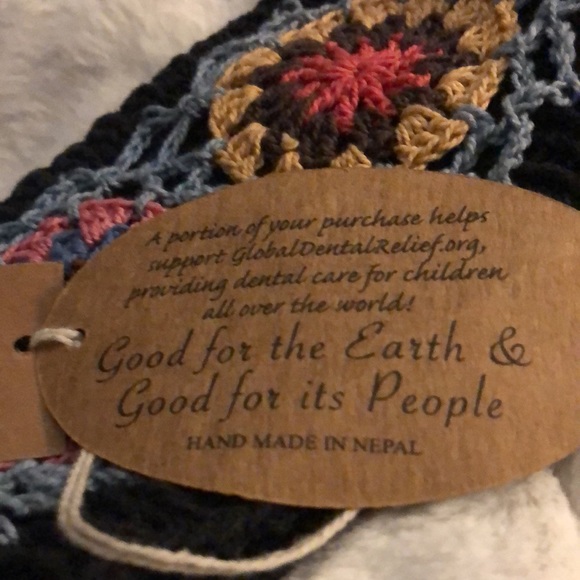 A portion of your purchase helps
support GlobalDentalRelief.org,
providing dental care for children
all over the world!
Good for the Earth &
Good for its People
HAND MADE IN NEPAL